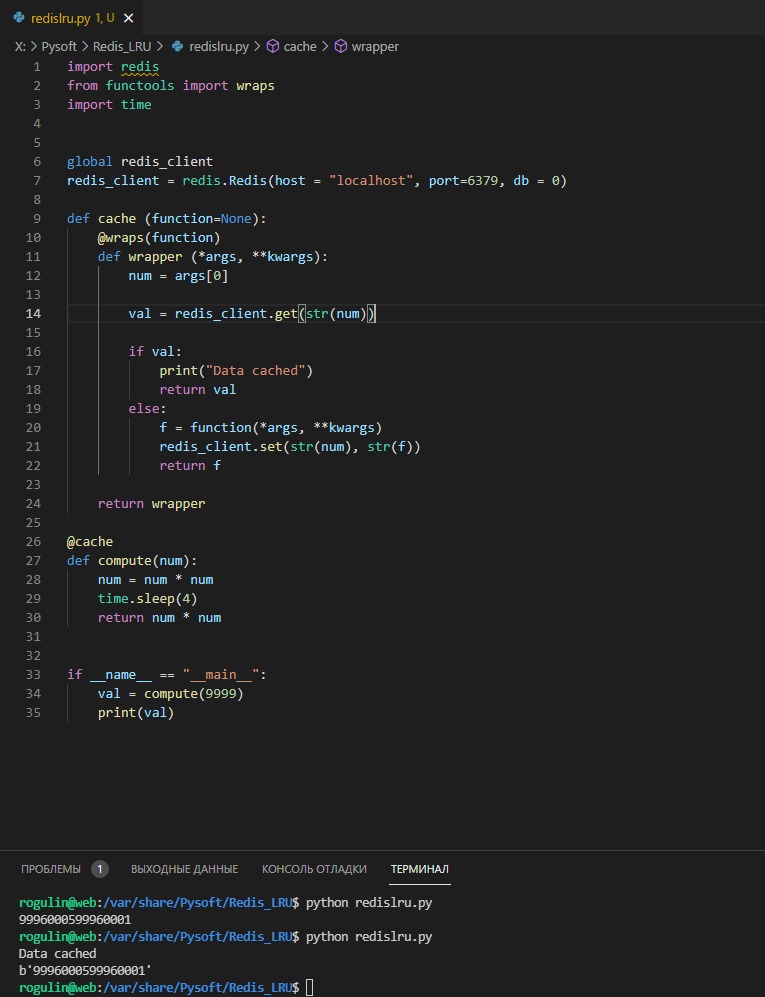 redislru.py 1, U
X: > Pysoft > Redis_LRU > redislru.py > cache > wrapper
1 import redis
2 from functools import wraps
3 import time
4
5
6 global redis_client
7 redis_client = redis.Redis(host = "localhost", port=6379, db = 0)
8
9 def cache (function=None):
10     @wraps(function)
11     def wrapper (*args, **kwargs):
12         num = args[0]
13
14         val = redis_client.get(str(num))
15
16         if val:
17             print("Data cached")
18             return val
19         else:
20             f = function(*args, **kwargs)
21             redis_client.set(str(num), str(f))
22             return f
23
24     return wrapper
25
26 @cache
27 def compute(num):
28     num = num * num
29     time.sleep(4)
30     return num * num
31
32
33 if __name__ == "__main__":
34     val = compute(9999)
35     print(val)
ПРОБЛЕМЫ 1 ВЫХОДНЫЕ ДАННЫЕ КОНСОЛЬ ОТЛАДКИ ТЕРМИНАЛ
rogulin@web:/var/share/Pysoft/Redis_LRU$ python redislru.py
9996000599960001
rogulin@web:/var/share/Pysoft/Redis_LRU$ python redislru.py
Data cached
b'9996000599960001'
rogulin@web:/var/share/Pysoft/Redis_LRU$